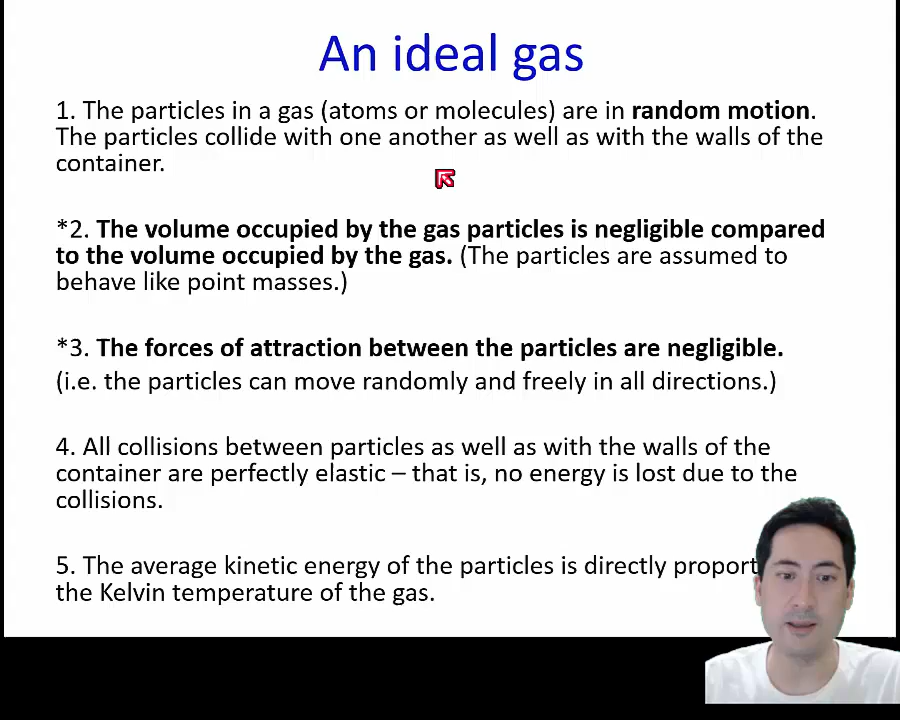 An ideal gas
1. The particles in a gas (atoms or molecules) are in random motion.
The particles collide with one another as well as with the walls of the
container.
*2. The volume occupied by the gas particles is negligible compared
to the volume occupied by the gas. (The particles are assumed to
behave like point masses.)
*3. The forces of attraction between the particles are negligible.
(i.e. the particles can move randomly and freely in all directions.)
4. All collisions between particles as well as with the walls of the
container are perfectly elastic – that is, no energy is lost due to the
collisions.
5. The average kinetic energy of the particles is directly proport
the Kelvin temperature of the gas.